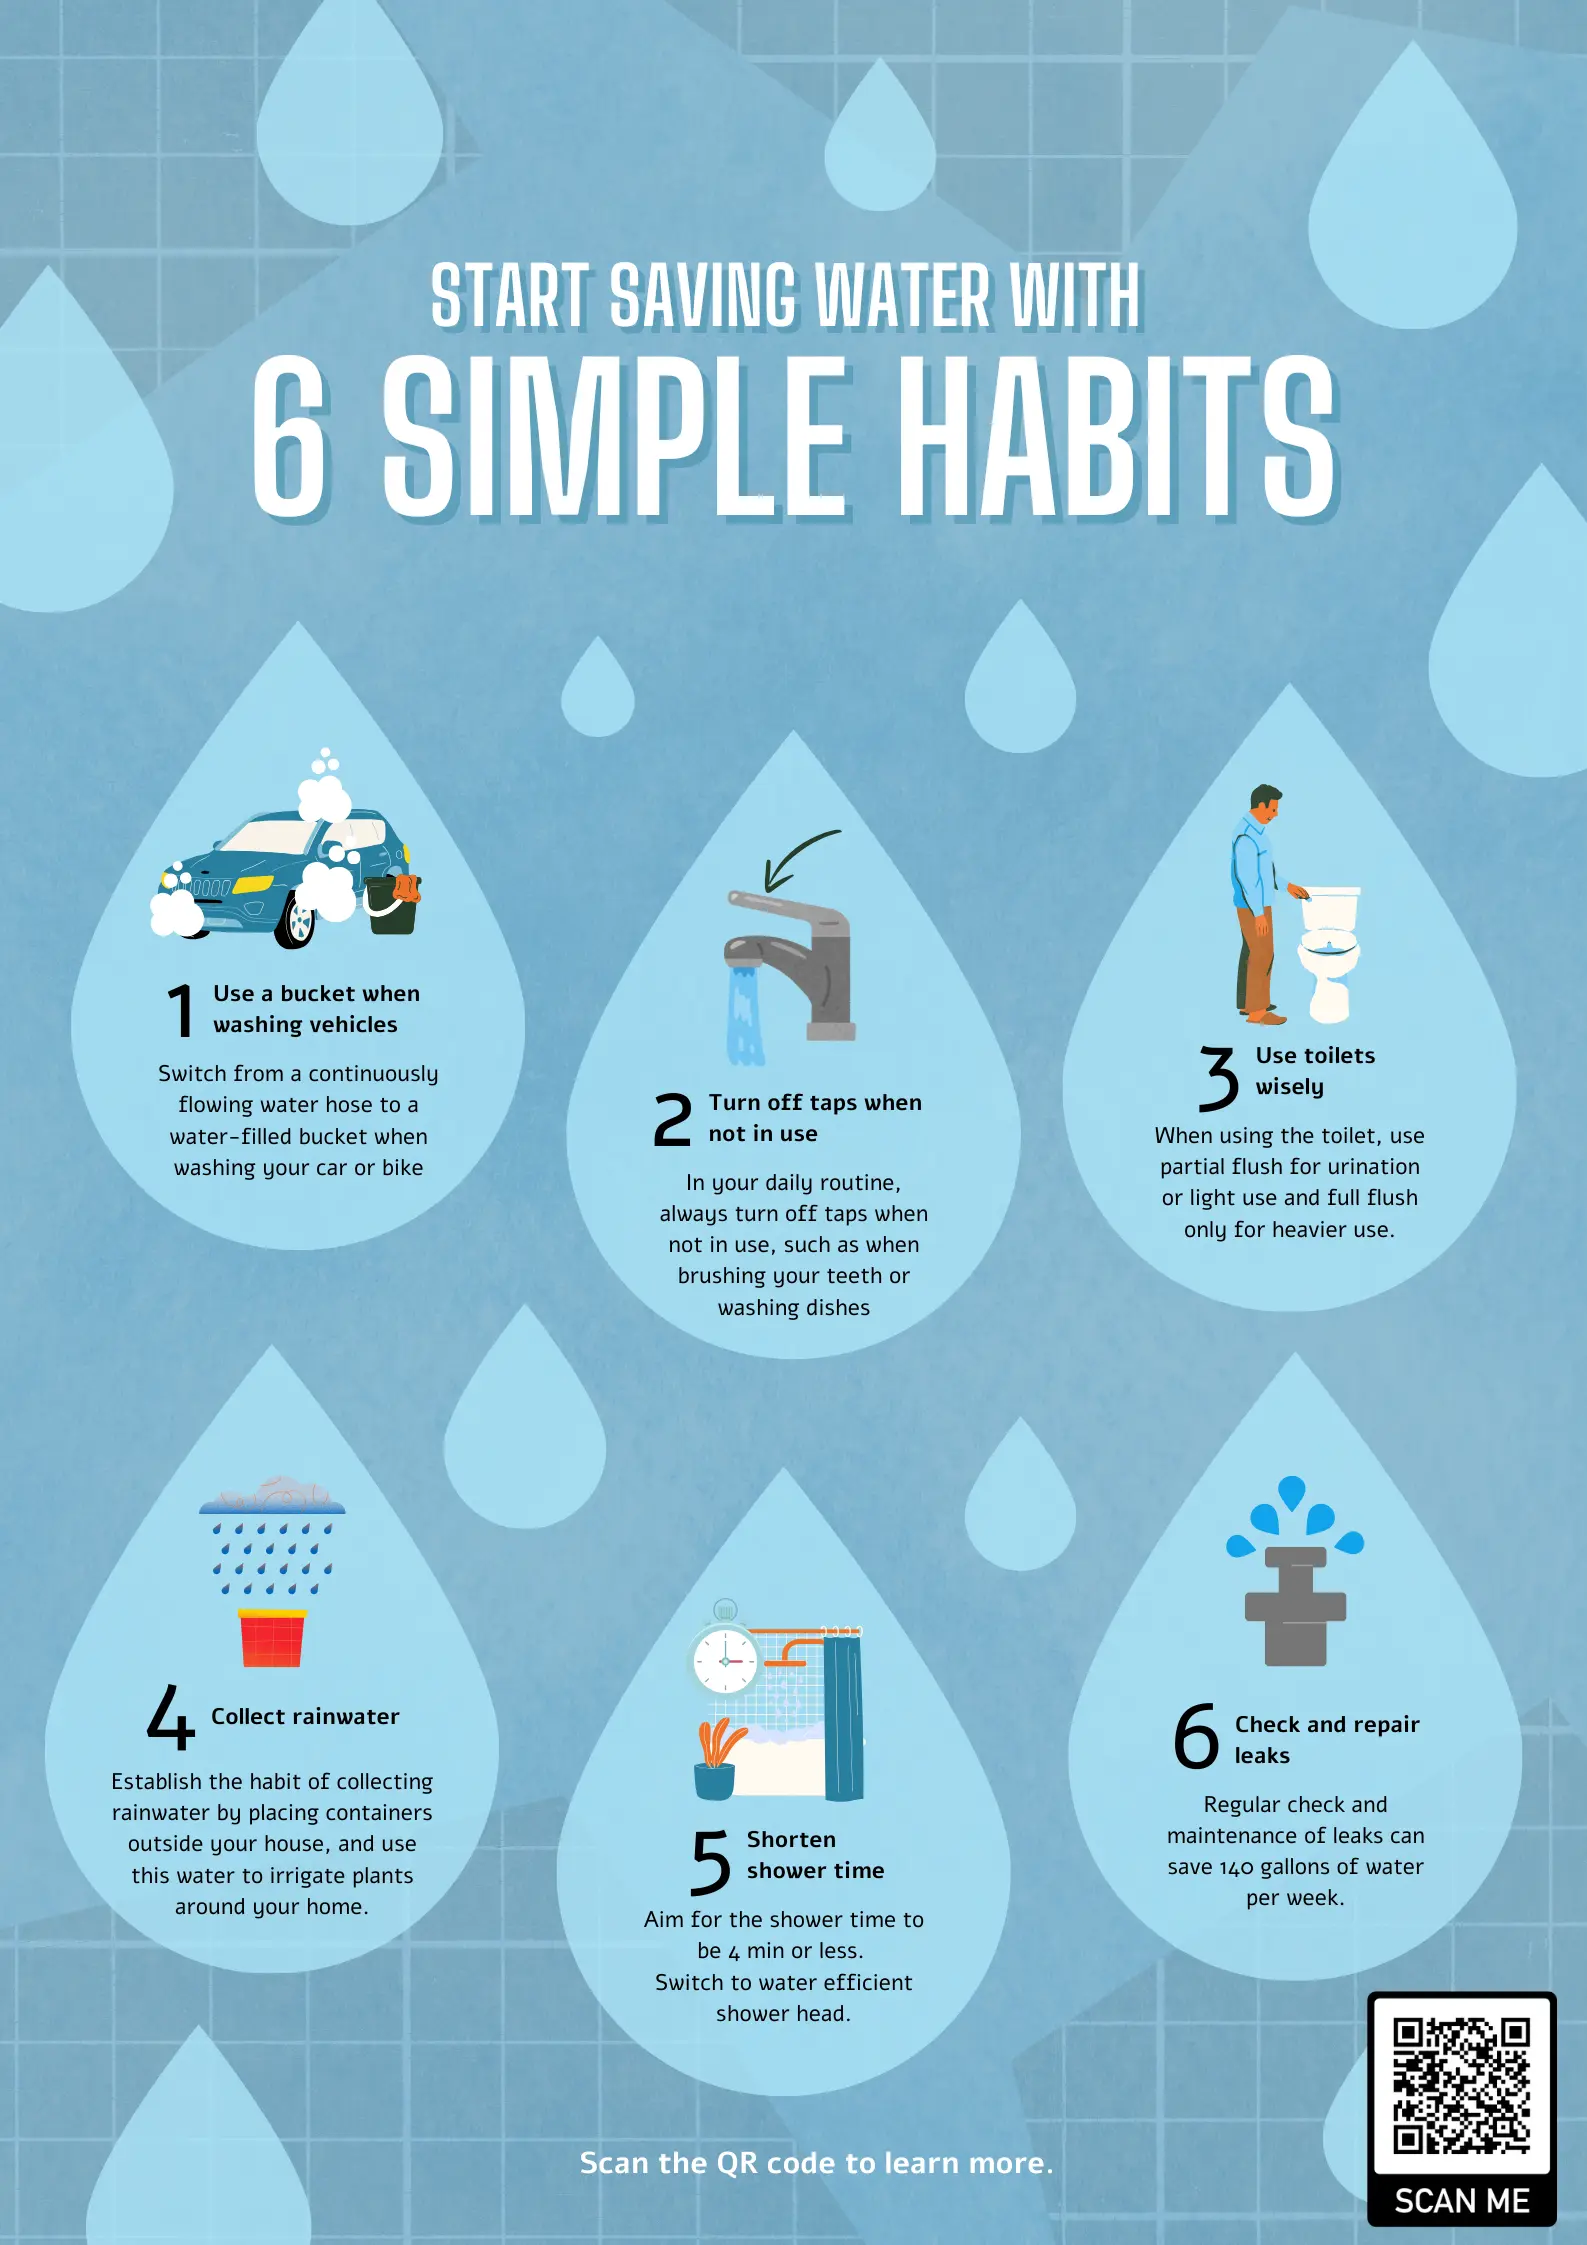 START SAVING WATER WITH
6 SIMPLE HABITS
1 Use a bucket when
washing vehicles
Switch from a continuously
flowing water hose to a
water-filled bucket when
washing your car or bike
2 Turn off taps when
not in use
In your daily routine,
always turn off taps when
not in use, such as when
brushing your teeth or
washing dishes
3 Use toilets
wisely
When using the toilet, use
partial flush for urination
or light use and full flush
only for heavier use.
4 Collect rainwater
Establish the habit of collecting
rainwater by placing containers
outside your house, and use
this water to irrigate plants
around your home.
5 Shorten
shower time
Aim for the shower time to
be 4 min or less.
Switch to water efficient
shower head.
6 Check and repair
leaks
Regular check and
maintenance of leaks can
save 140 gallons of water
per week.
Scan the QR code to learn more.
SCAN ME